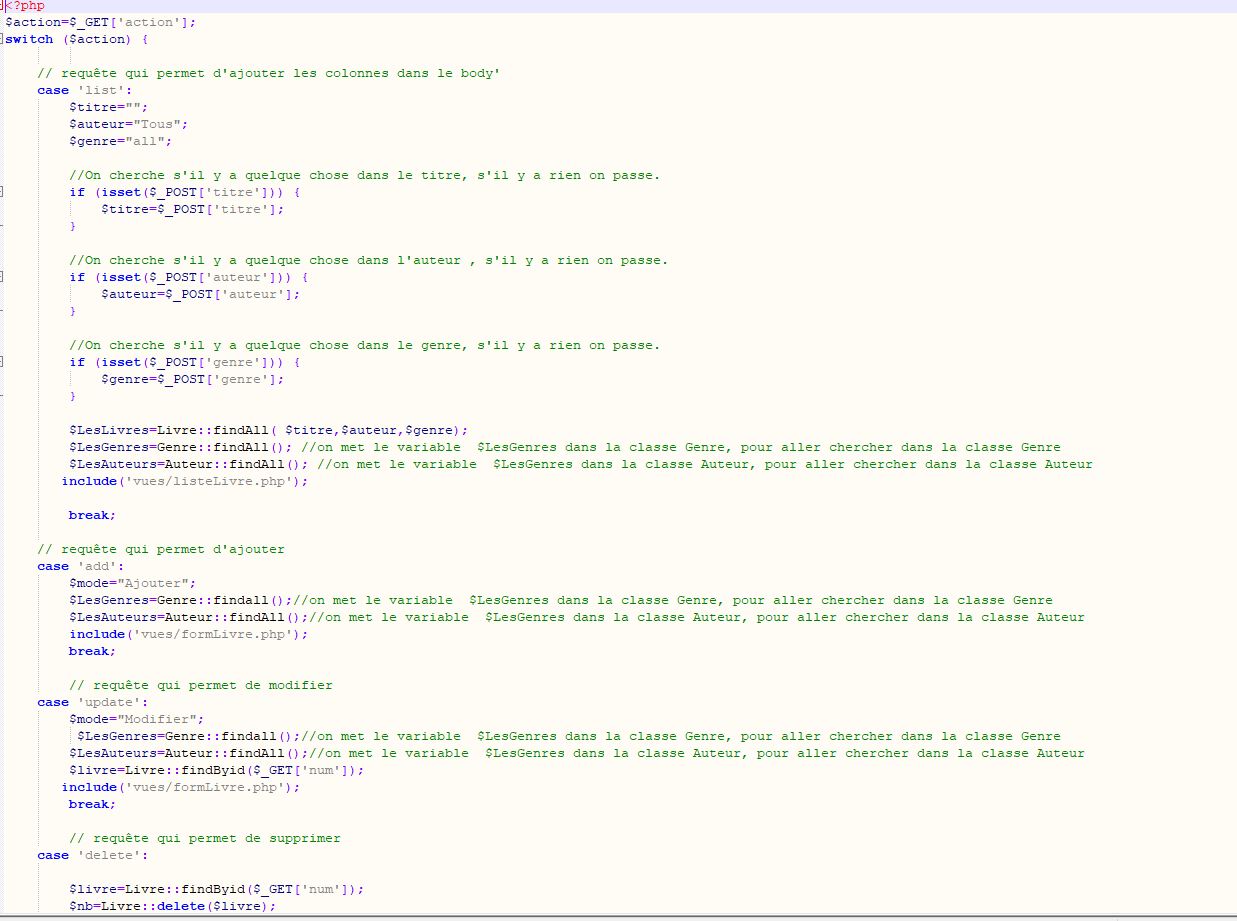 <?php
$action=$_GET['action'];
switch ($action) {
// requête qui permet d'ajouter les colonnes dans le body'
case 'list':
$titre="";
$auteur="Tous";
$genre="all";
//On cherche s'il y a quelque chose dans le titre, s'il y a rien on passe.
if (isset($_POST['titre'])) {
$titre=$_POST['titre'];
}
//On cherche s'il y a quelque chose dans l'auteur , s'il y a rien on passe.
if (isset($_POST['auteur'])) {
$auteur=$_POST['auteur'];
}
//On cherche s'il y a quelque chose dans le genre, s'il y a rien on passe.
if (isset($_POST['genre'])) {
$genre=$_POST['genre'];
}
$LesLivres=Livre::findAll( $titre,$auteur,$genre);
$LesGenres=Genre::findAll(); //on met le variable  $LesGenres dans la classe Genre, pour aller chercher dans la classe Genre
$LesAuteurs=Auteur::findAll(); //on met le variable  $LesGenres dans la classe Auteur, pour aller chercher dans la classe Auteur
include('vues/listeLivre.php');
break;
// requête qui permet d'ajouter
case 'add':
$mode="Ajouter";
$LesGenres=Genre::findall();//on met le variable  $LesGenres dans la classe Genre, pour aller chercher dans la classe Genre
$LesAuteurs=Auteur::findAll();//on met le variable  $LesGenres dans la classe Auteur, pour aller chercher dans la classe Auteur
include('vues/formLivre.php');
break;
// requête qui permet de modifier
case 'update':
$mode="Modifier";
$LesGenres=Genre::findall();//on met le variable  $LesGenres dans la classe Genre, pour aller chercher dans la classe Genre
$LesAuteurs=Auteur::findAll();//on met le variable  $LesGenres dans la classe Auteur, pour aller chercher dans la classe Auteur
$livre=Livre::findByid($_GET['num']);
include('vues/formLivre.php');
break;
// requête qui permet de supprimer
case 'delete':
$livre=Livre::findByid($_GET['num']);
$nb=Livre::delete($livre);